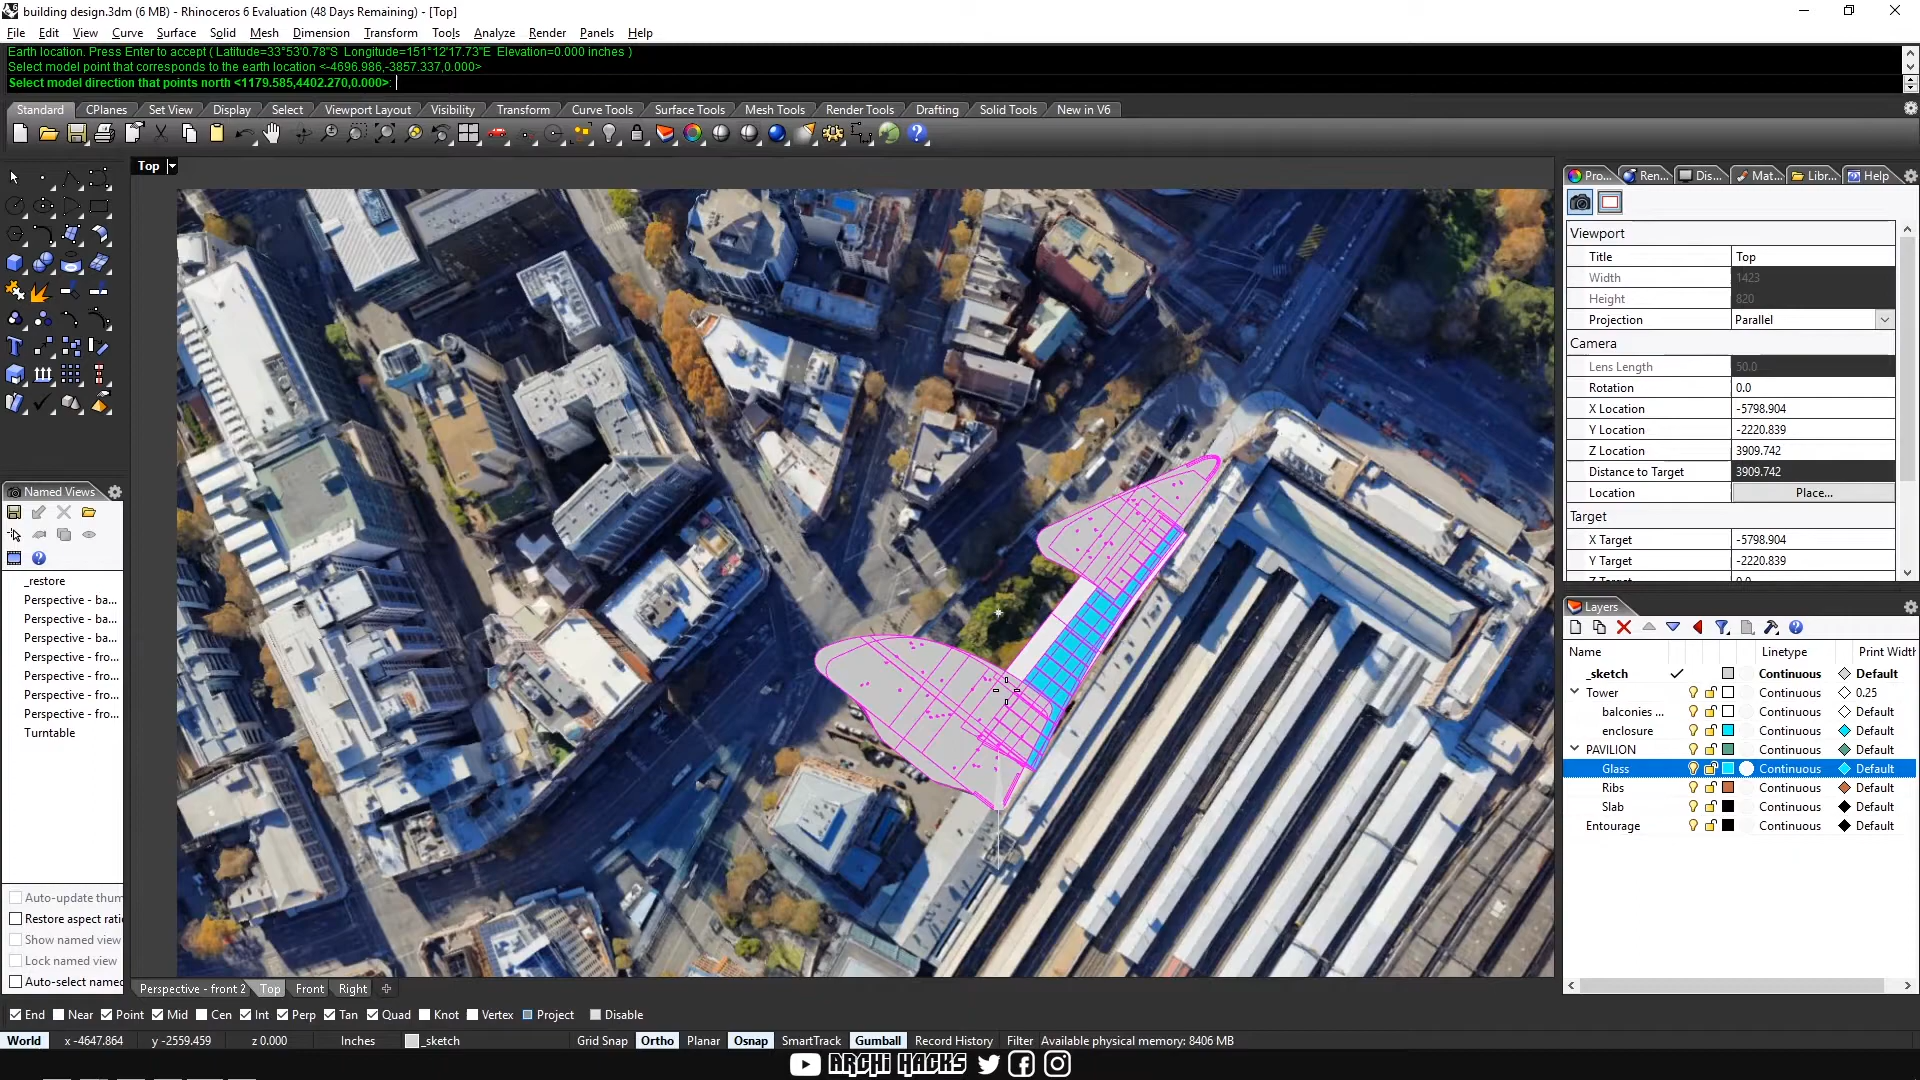 building design.3dm (6 MB) - Rhinoceros 6 Evaluation (48 Days Remaining) - [Top]
File Edit View Curve Surface Solid Mesh Dimension Transform Tools Analyze Render Panels Help
Earth location. Press Enter to accept ( Latitude=33°53'0.78"S Longitude=151°12'17.73"E Elevation=0.000 inches )
Select model point that corresponds to the earth location <-4696.986,-3857.337,0.000>
Select model direction that points north <1179.585,4402.270,0.000>:
Standard CPlanes Set View Display Select Viewport Layout Visibility Transform Curve Tools Surface Tools Mesh Tools Render Tools Drafting Solid Tools New in V6
Top
Pro... Ren... Dis... Mat... Libr... Help
Viewport
Title Top
Width 1423
Height 820
Projection Parallel
Camera
Lens Length 50.0
Rotation 0.0
X Location -5798.904
Y Location -2220.839
Z Location 3909.742
Distance to Target 3909.742
Location Place...
Target
X Target -5798.904
Y Target -2220.839
Z Target 0.0
Named Views
_restore
Perspective - ba...
Perspective - ba...
Perspective - ba...
Perspective - fro...
Perspective - fro...
Perspective - fro...
Perspective - fro...
Turntable
Auto-update thum
Restore aspect rati
Show named view
Lock named view
Auto-select named
Layers
Name Linetype Print Width
_sketch Continuous Default
Tower Continuous 0.25
balconies ... Continuous Default
enclosure Continuous Default
PAVILION Continuous Default
Glass Continuous Default
Ribs Continuous Default
Slab Continuous Default
Entourage Continuous Default
Perspective - front 2 Top Front Right
End Near Point Mid Cen Int Perp Tan Quad Knot Vertex Project Disable
World x -4647.864 y -2559.459 z 0.000 Inches _sketch Grid Snap Ortho Planar Osnap SmartTrack Gumball Record History Filter Available physical memory: 8406 MB
ARCHI HACKS